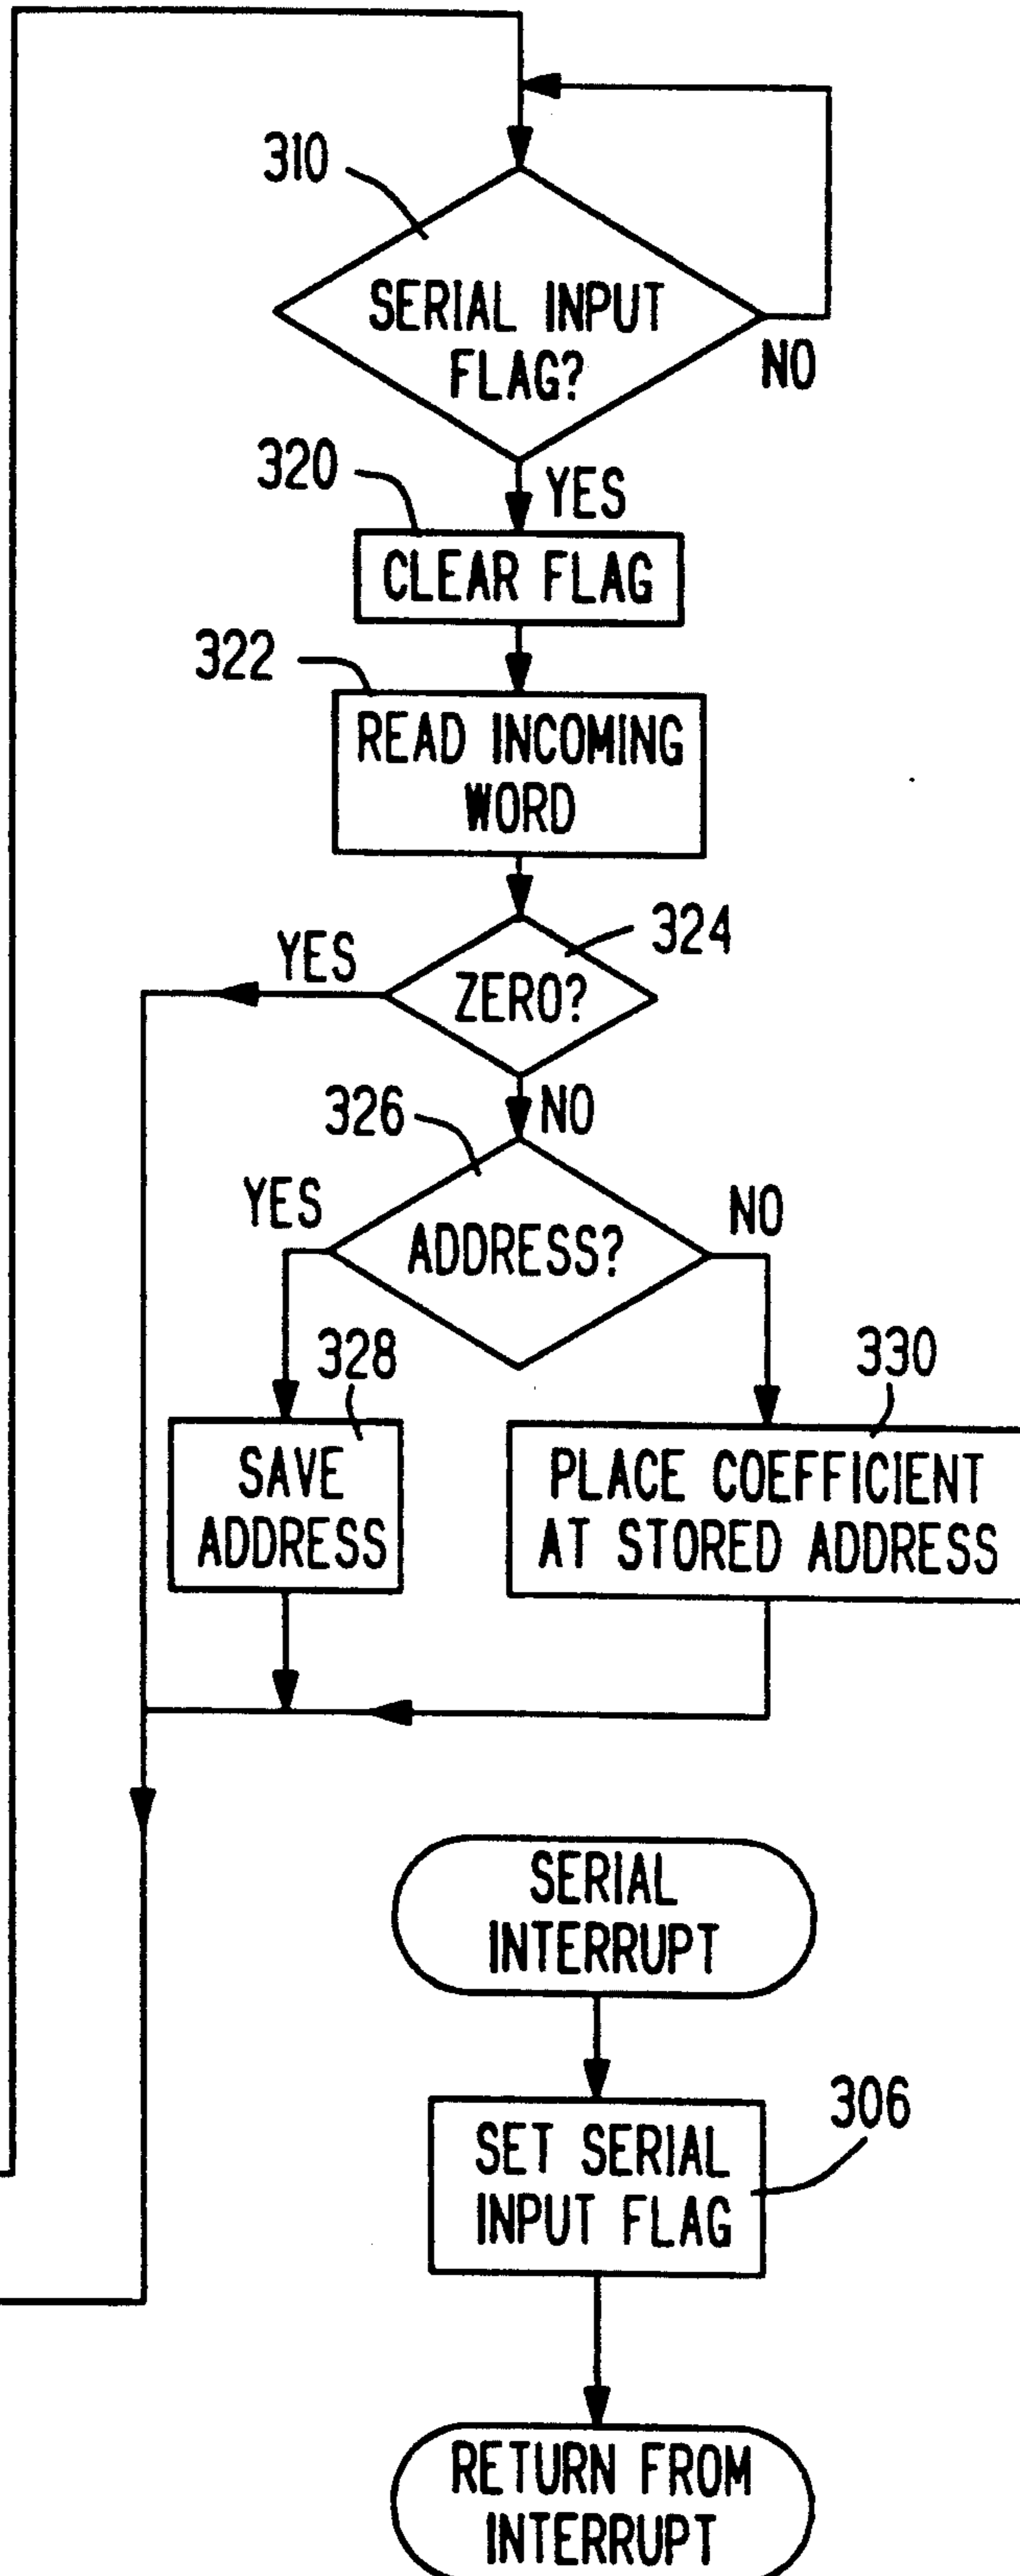 310
SERIAL INPUT
FLAG?
NO
320
YES
CLEAR FLAG
322
READ INCOMING
WORD
324
YES
ZERO?
326
NO
YES
NO
ADDRESS?
328
330
SAVE
ADDRESS
PLACE COEFFICIENT
AT STORED ADDRESS
SERIAL
INTERRUPT
306
SET SERIAL
INPUT FLAG
RETURN FROM
INTERRUPT